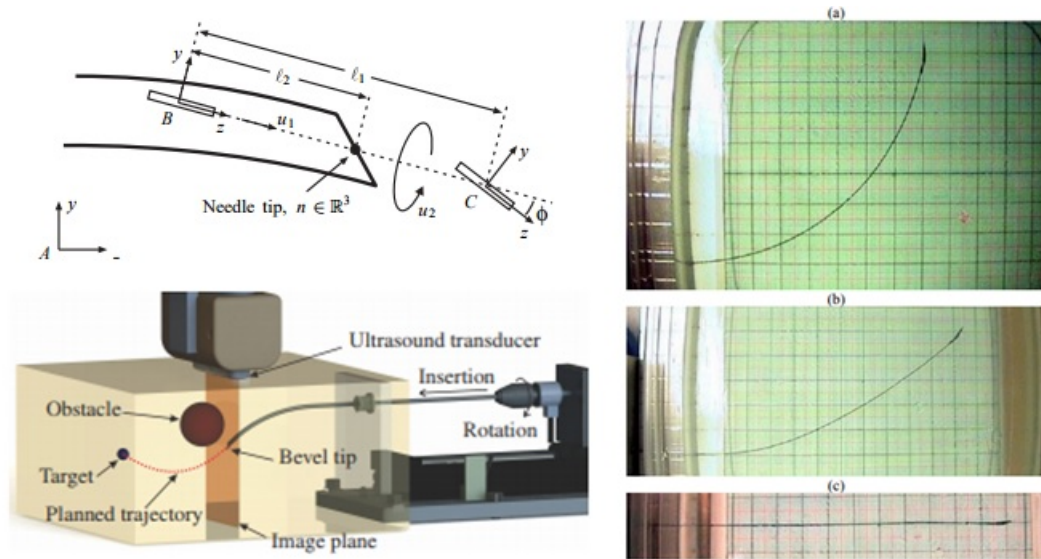 y
ℓ₂
ℓ₁
B
z
u₁
y
Needle tip, n ∈ ℝ³
u₂
C
z
ϕ
y
A
Ultrasound transducer
Insertion
Obstacle
Rotation
Bevel tip
Target
Planned trajectory
Image plane
(a)
(b)
(c)